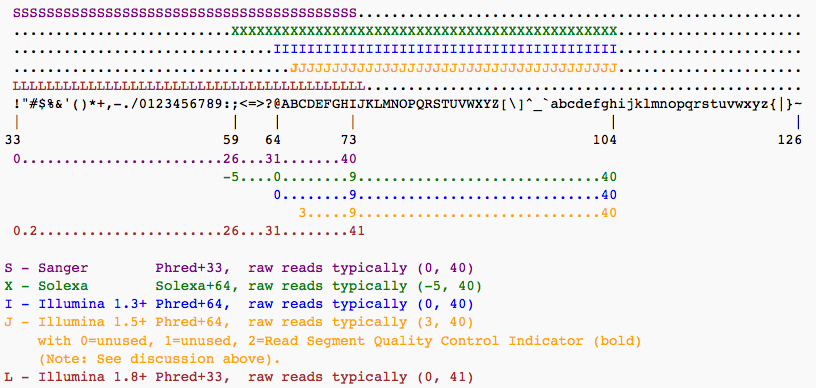 SSSSSSSSSSSSSSSSSSSSSSSSSSSSSSSSSSSSSSSSS.....................................................
..........................XXXXXXXXXXXXXXXXXXXXXXXXXXXXXXXXXXXXXXXXXXXXXX......................
...............................IIIIIIIIIIIIIIIIIIIIIIIIIIIIIIIIIIIIIIIII......................
.................................JJJJJJJJJJJJJJJJJJJJJJJJJJJJJJJJJJJJJJJ......................
LLLLLLLLLLLLLLLLLLLLLLLLLLLLLLLLLLLLLLLLLL....................................................
!"#$%&'()*+,-./0123456789:;<=>?@ABCDEFGHIJKLMNOPQRSTUVWXYZ[\]^_`abcdefghijklmnopqrstuvwxyz{|}~
|                         |    |        |                              |                     |
33                        59   64       73                            104                   126
0........................26...31.......40
-5....0........9.............................40
0........9.............................40
3.....9.............................40
0.2......................26...31........41
S - Sanger        Phred+33,  raw reads typically (0, 40)
X - Solexa        Solexa+64, raw reads typically (-5, 40)
I - Illumina 1.3+ Phred+64,  raw reads typically (0, 40)
J - Illumina 1.5+ Phred+64,  raw reads typically (3, 40)
with 0=unused, 1=unused, 2=Read Segment Quality Control Indicator (bold)
(Note: See discussion above).
L - Illumina 1.8+ Phred+33,  raw reads typically (0, 41)